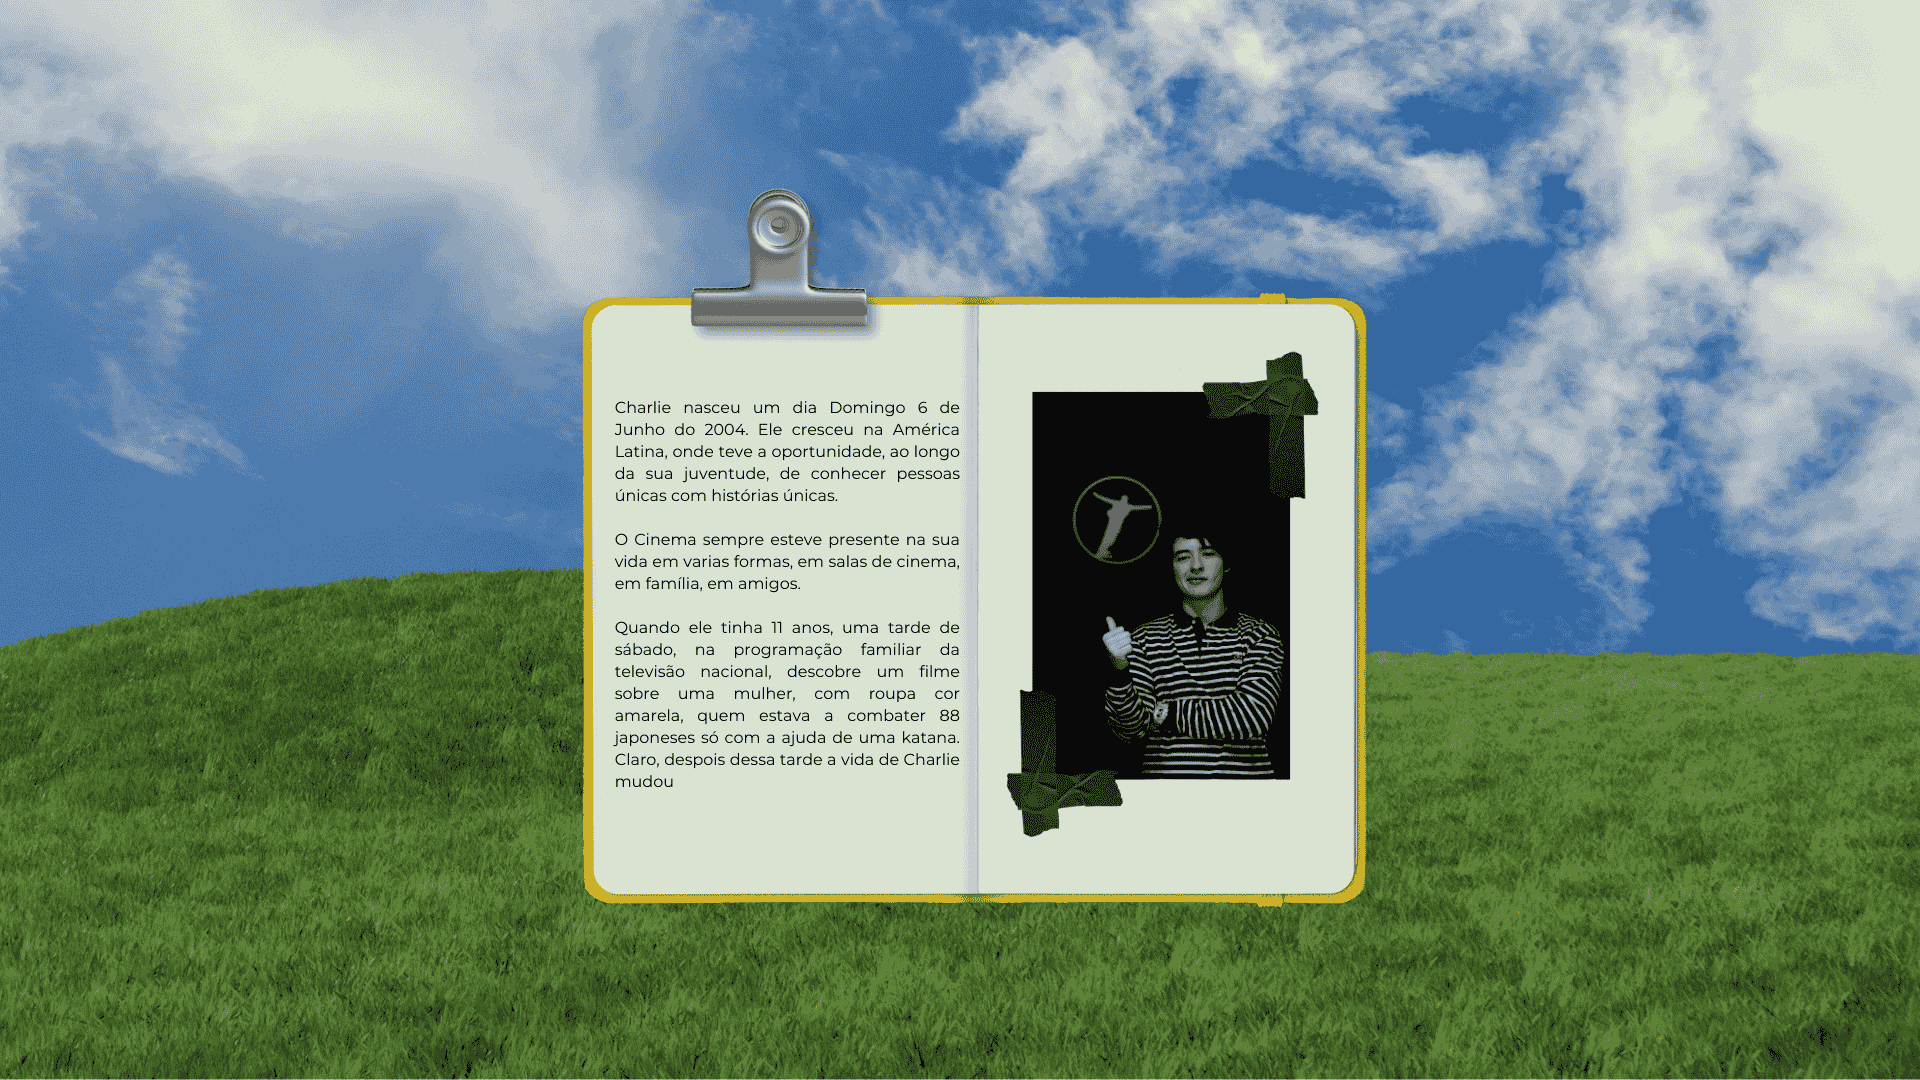 Charlie nasceu um dia Domingo 6 de
Junho do 2004. Ele cresceu na América
Latina, onde teve a oportunidade, ao longo
da sua juventude, de conhecer pessoas
únicas com histórias únicas.
O Cinema sempre esteve presente na sua
vida em varias formas, em salas de cinema,
em família, em amigos.
Quando ele tinha 11 anos, uma tarde de
sábado, na programação familiar da
televisão nacional, descobre um filme
sobre uma mulher, com roupa cor
amarela, quem estava a combater 88
japoneses só com a ajuda de uma katana.
Claro, despois dessa tarde a vida de Charlie
mudou